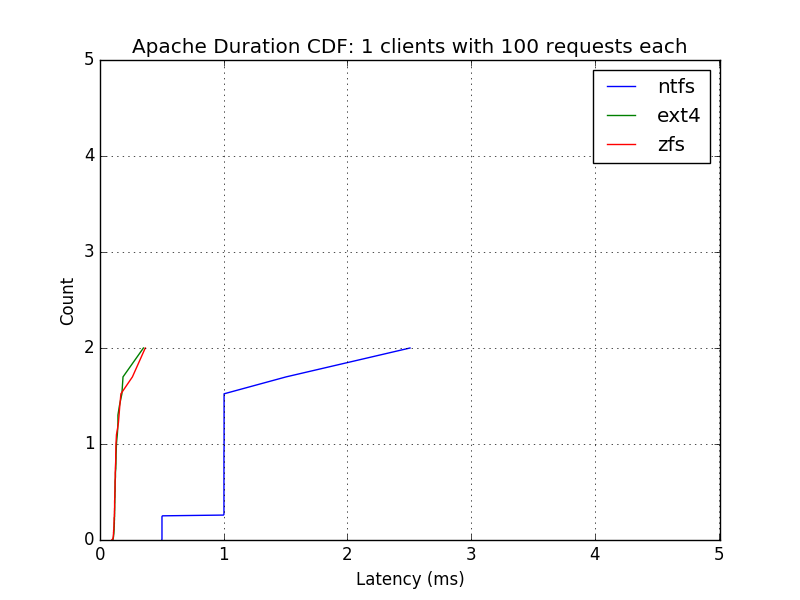 Apache Duration CDF: 1 clients with 100 requests each
5
4
3
2
1
0
Count
ntfs
ext4
zfs
0 1 2 3 4 5
Latency (ms)